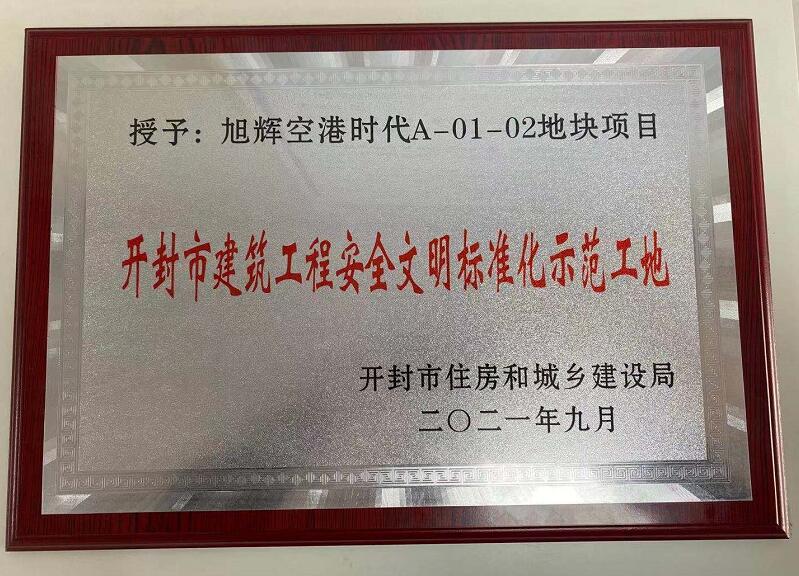 授予：旭辉空港时代A-01-02地块项目
开封市建筑工程安全文明标准化示范工地
开封市住房和城乡建设局
二〇二一年九月